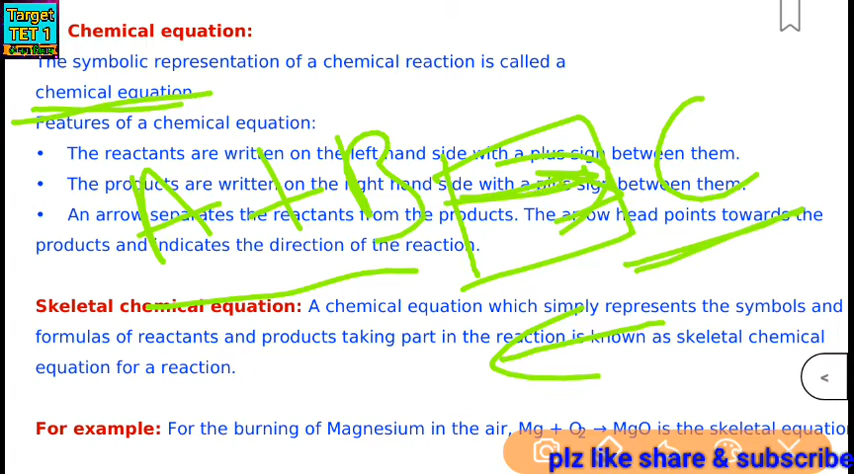 Target
TET 1
Chemical equation:
The symbolic representation of a chemical reaction is called a
chemical equation
Features of a chemical equation:
• The reactants are written on the left hand side with a plus sign between them.
• The products are written on the right hand side with a plus sign between them.
• An arrow separates the reactants from the products. The arrow head points towards the
products and indicates the direction of the reaction.
A + B → C
Skeletal chemical equation: A chemical equation which simply represents the symbols and
formulas of reactants and products taking part in the reaction is known as skeletal chemical
equation for a reaction.
<
For example: For the burning of Magnesium in the air, Mg + O2 → MgO is the skeletal equation
plz like share & subscribe